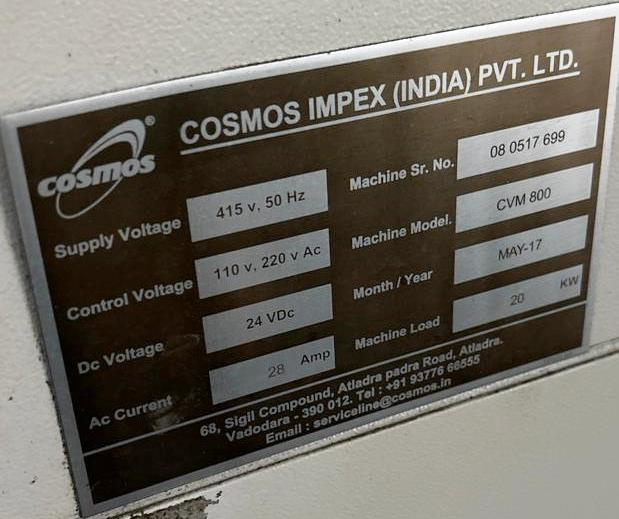 cosmos®
COSMOS IMPEX (INDIA) PVT. LTD.
Supply Voltage 415 v, 50 Hz
Control Voltage 110 v, 220 v Ac
Dc Voltage 24 VDc
Ac Current 28 Amp
Machine Sr. No. 08 0517 699
Machine Model. CVM 800
Month / Year MAY-17
Machine Load 20 KW
68, Sigil Compound, Atladra padra Road, Atladra.
Vadodara - 390 012. Tel : +91 93776 66555
Email : serviceline@cosmos.in